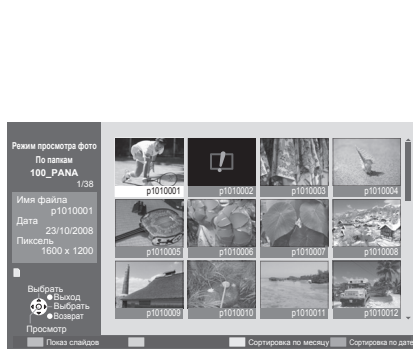 Режим просмотра фото
По папкам
100_PANA
1/38
Имя файла
p1010001
Дата
23/10/2008
Пиксель
1600 x 1200
Выбрать
Выход
Выбрать
Возврат
Просмотр
p1010001 p1010002 p1010003 p1010004
p1010005 p1010006 p1010007 p1010008
p1010009 p1010010 p1010011 p1010012
Показ слайдов Сортировка по месяцу Сортировка по дате